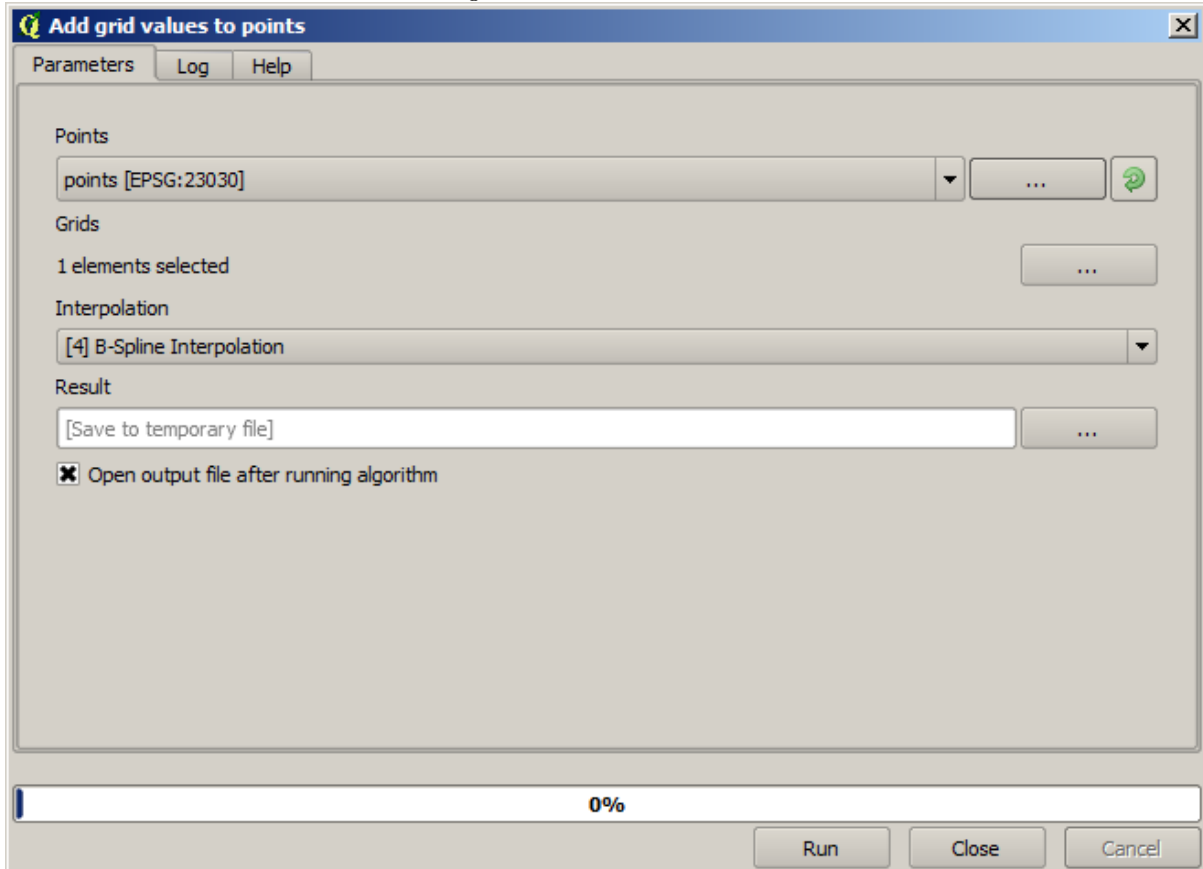 Add grid values to points
Parameters Log Help
Points
points [EPSG:23030] ...
Grids
1 elements selected ...
Interpolation
[4] B-Spline Interpolation
Result
[Save to temporary file] ...
Open output file after running algorithm
0%
Run Close Cancel